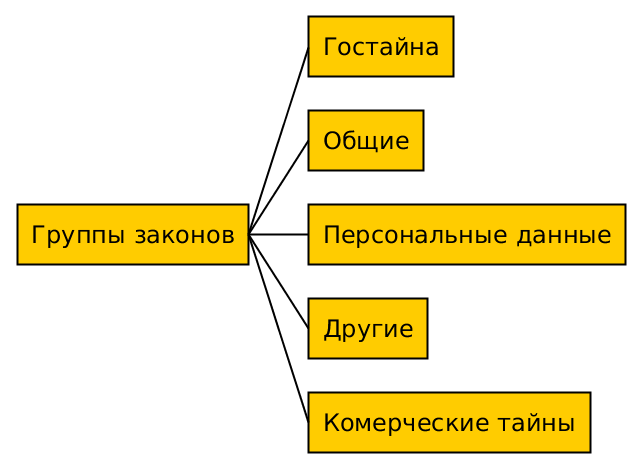 Группы законов
Гостайна
Общие
Персональные данные
Другие
Комерческие тайны